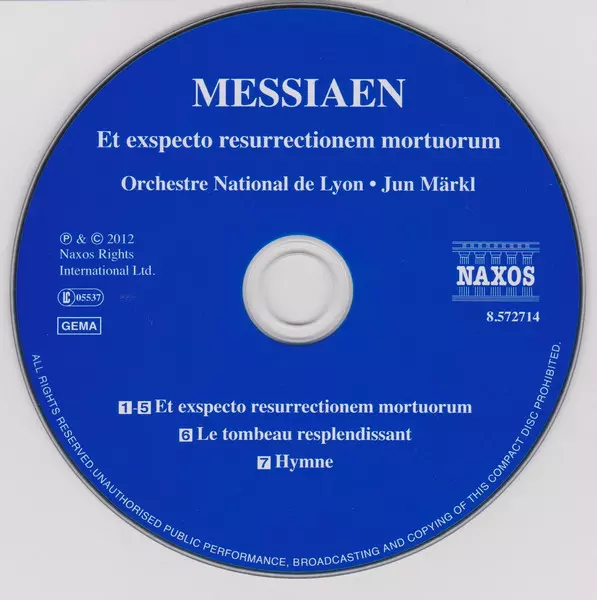 MESSIAEN
Et exspecto resurrectionem mortuorum
Orchestre National de Lyon • Jun Märkl
℗ & © 2012
Naxos Rights
International Ltd.
LC 05537
GEMA
NAXOS
8.572714
1-5 Et exspecto resurrectionem mortuorum
6 Le tombeau resplendissant
7 Hymne
ALL RIGHTS RESERVED. UNAUTHORISED PUBLIC PERFORMANCE, BROADCASTING AND COPYING OF THIS COMPACT DISC PROHIBITED.